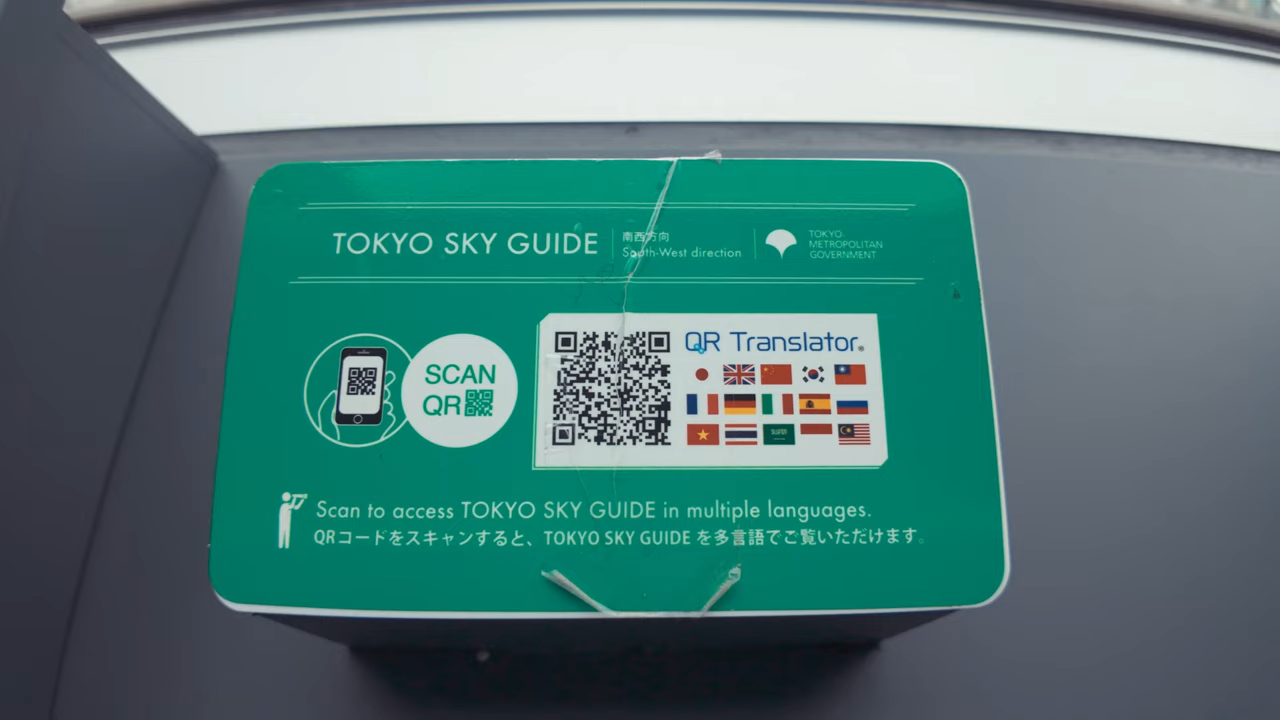 TOKYO SKY GUIDE
南西方向
South-West direction
TOKYO
METROPOLITAN
GOVERNMENT
SCAN
QR
QR Translator®
Scan to access TOKYO SKY GUIDE in multiple languages.
QRコードをスキャンすると、TOKYO SKY GUIDE を多言語でご覧いただけます。